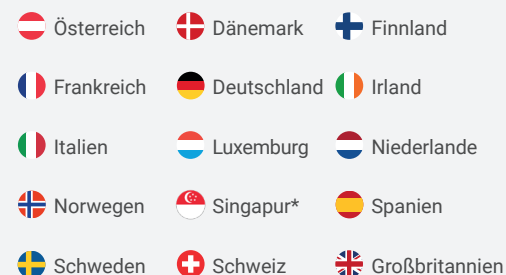 Österreich Dänemark Finnland
Frankreich Deutschland Irland
Italien Luxemburg Niederlande
Norwegen Singapur* Spanien
Schweden Schweiz Großbritannien